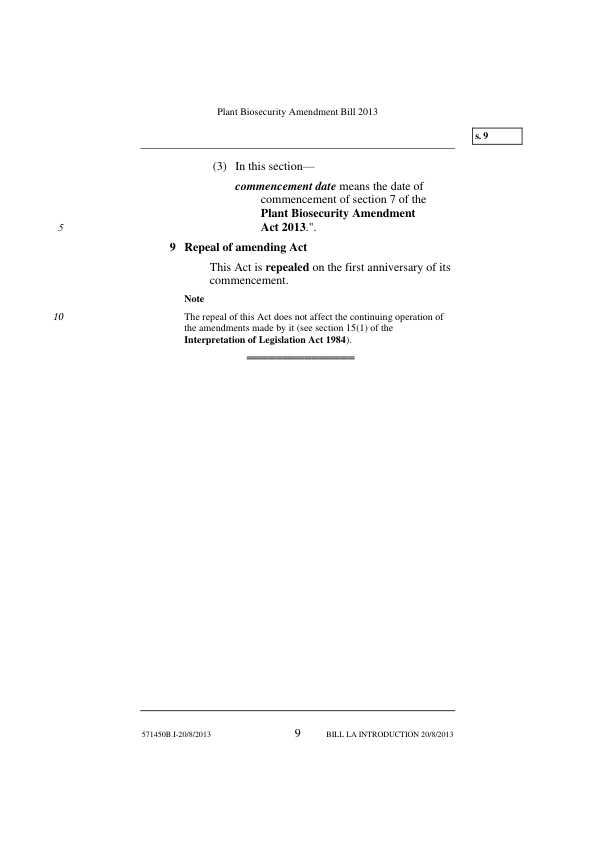 Plant Biosecurity Amendment Bill 2013
s. 9
(3) In this section—
commencement date means the date of
commencement of section 7 of the
Plant Biosecurity Amendment
5 Act 2013.".
9 Repeal of amending Act
This Act is repealed on the first anniversary of its
commencement.
Note
10 The repeal of this Act does not affect the continuing operation of
the amendments made by it (see section 15(1) of the
Interpretation of Legislation Act 1984).
571450B.I-20/8/2013 9 BILL LA INTRODUCTION 20/8/2013